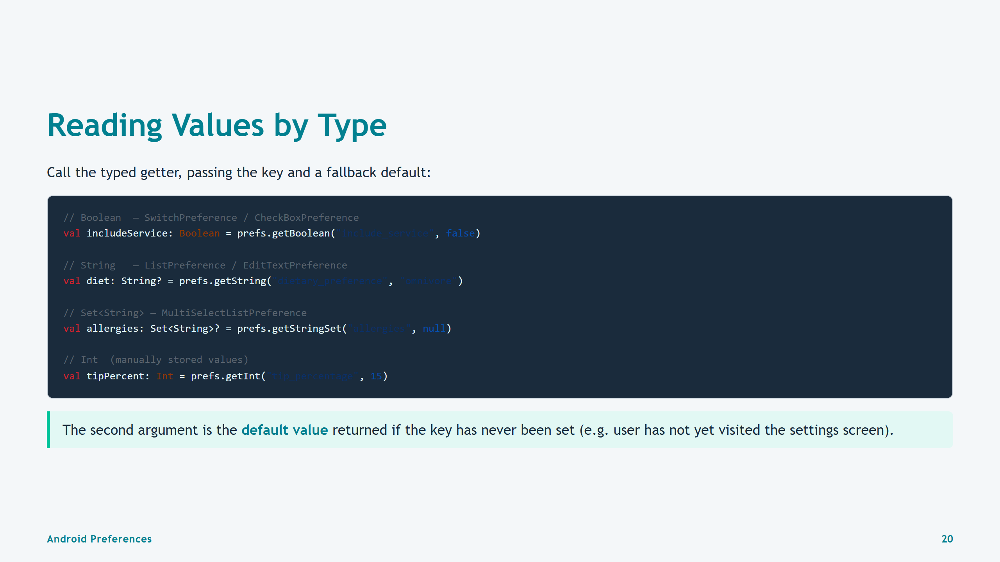 Reading Values by Type
Call the typed getter, passing the key and a fallback default:
// Boolean  — SwitchPreference / CheckBoxPreference
val includeService: Boolean = prefs.getBoolean("include_service", false)
// String   — ListPreference / EditTextPreference
val diet: String? = prefs.getString("dietary_preference", "omnivore")
// Set<String> — MultiSelectListPreference
val allergies: Set<String>? = prefs.getStringSet("allergies", null)
// Int  (manually stored values)
val tipPercent: Int = prefs.getInt("tip_percentage", 15)
The second argument is the default value returned if the key has never been set (e.g. user has not yet visited the settings screen).
Android Preferences
20